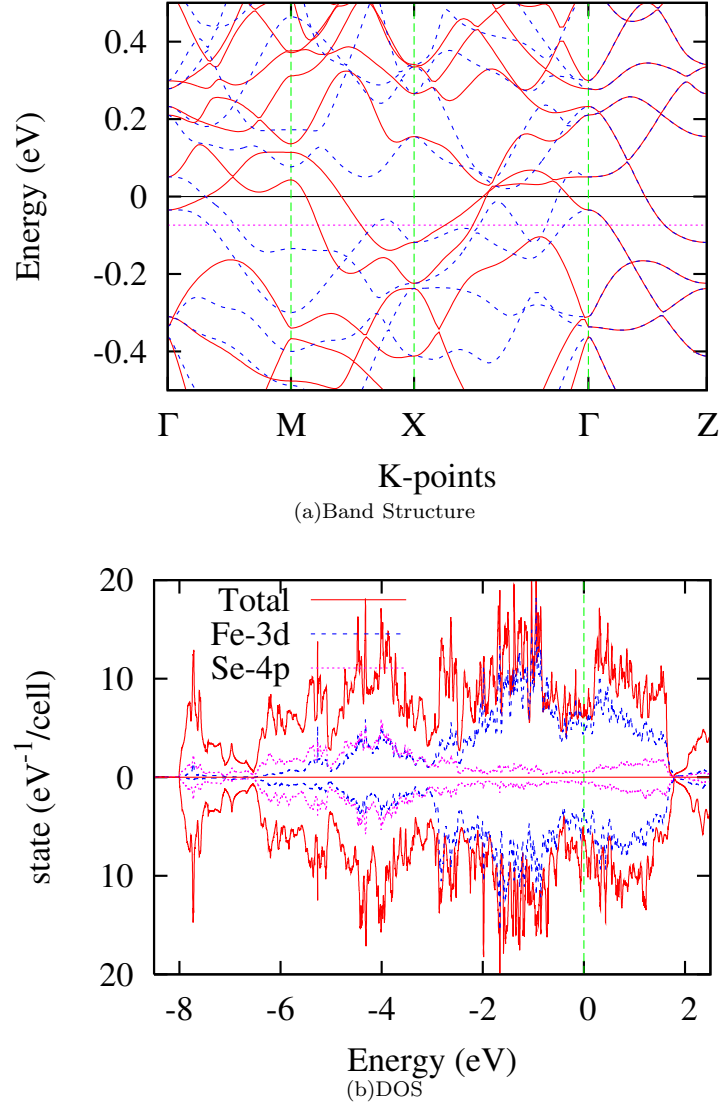 0.4
0.2
0
-0.2
-0.4
Energy (eV)
Γ M X Γ Z
K-points
(a)Band Structure
20
10
0
10
20
state (eV⁻¹/cell)
Total
Fe-3d
Se-4p
-8 -6 -4 -2 0 2
Energy (eV)
(b)DOS